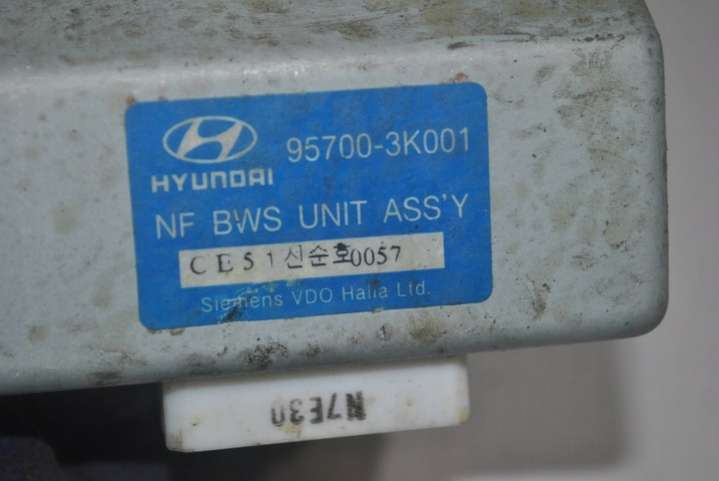 95700-3K001
HYUNDAI
NF BWS UNIT ASS'Y
CE51신순호0057
Siemens VDO Halla Ltd.
N7E30